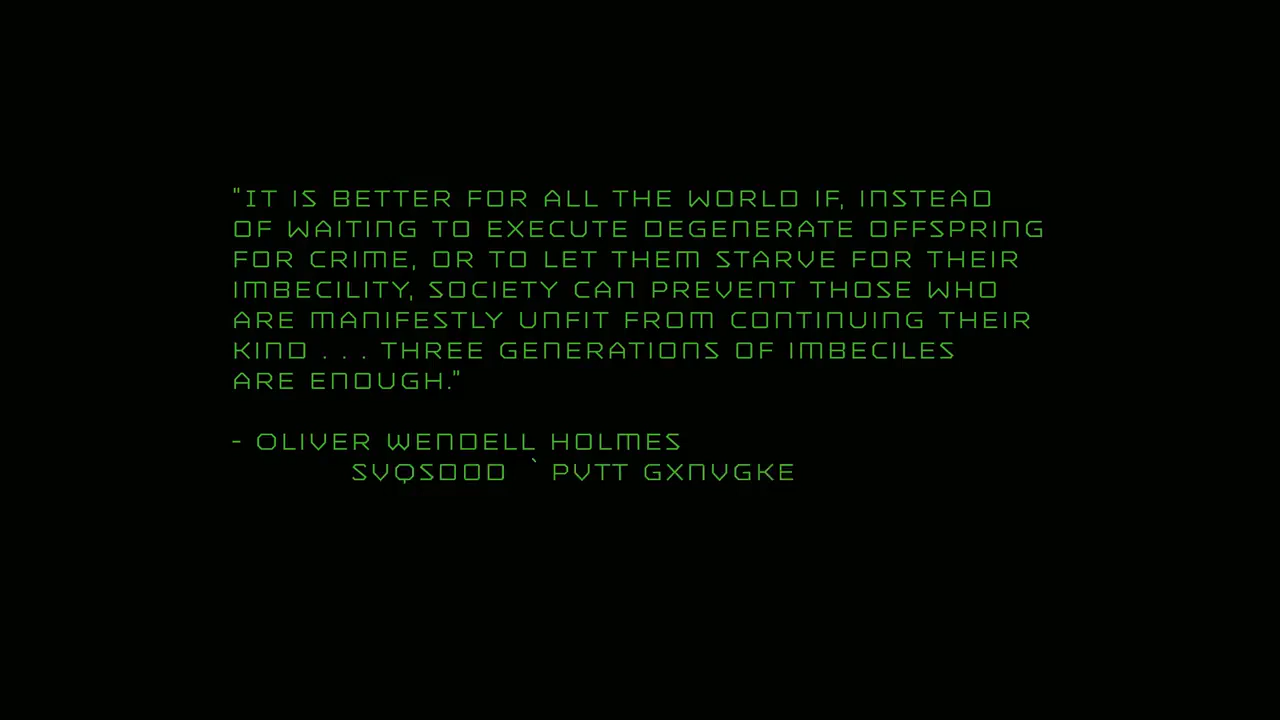 "IT IS BETTER FOR ALL THE WORLD IF, INSTEAD
OF WAITING TO EXECUTE DEGENERATE OFFSPRING
FOR CRIME, OR TO LET THEM STARVE FOR THEIR
IMBECILITY, SOCIETY CAN PREVENT THOSE WHO
ARE MANIFESTLY UNFIT FROM CONTINUING THEIR
KIND . . . THREE GENERATIONS OF IMBECILES
ARE ENOUGH."
- OLIVER WENDELL HOLMES
SVQSOOO ` PVTT GXNVGKE